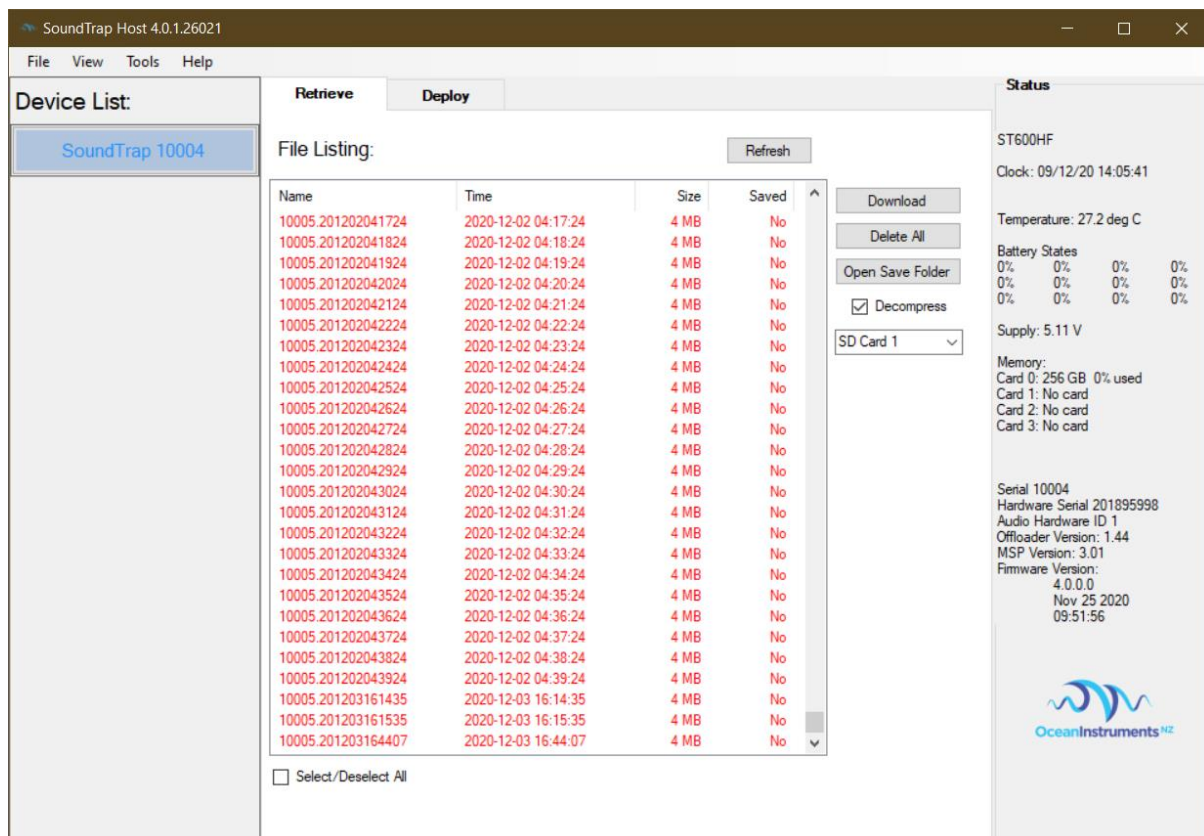 SoundTrap Host 4.0.1.26021
File View Tools Help
Device List:
SoundTrap 10004
Retrieve Deploy
File Listing:
Refresh
Name Time Size Saved
10005.201202041724 2020-12-02 04:17:24 4 MB No
10005.201202041824 2020-12-02 04:18:24 4 MB No
10005.201202041924 2020-12-02 04:19:24 4 MB No
10005.201202042024 2020-12-02 04:20:24 4 MB No
10005.201202042124 2020-12-02 04:21:24 4 MB No
10005.201202042224 2020-12-02 04:22:24 4 MB No
10005.201202042324 2020-12-02 04:23:24 4 MB No
10005.201202042424 2020-12-02 04:24:24 4 MB No
10005.201202042524 2020-12-02 04:25:24 4 MB No
10005.201202042624 2020-12-02 04:26:24 4 MB No
10005.201202042724 2020-12-02 04:27:24 4 MB No
10005.201202042824 2020-12-02 04:28:24 4 MB No
10005.201202042924 2020-12-02 04:29:24 4 MB No
10005.201202043024 2020-12-02 04:30:24 4 MB No
10005.201202043124 2020-12-02 04:31:24 4 MB No
10005.201202043224 2020-12-02 04:32:24 4 MB No
10005.201202043324 2020-12-02 04:33:24 4 MB No
10005.201202043424 2020-12-02 04:34:24 4 MB No
10005.201202043524 2020-12-02 04:35:24 4 MB No
10005.201202043624 2020-12-02 04:36:24 4 MB No
10005.201202043724 2020-12-02 04:37:24 4 MB No
10005.201202043824 2020-12-02 04:38:24 4 MB No
10005.201202043924 2020-12-02 04:39:24 4 MB No
10005.201203161435 2020-12-03 16:14:35 4 MB No
10005.201203161535 2020-12-03 16:15:35 4 MB No
10005.201203164407 2020-12-03 16:44:07 4 MB No
Select/Deselect All
Download
Delete All
Open Save Folder
Decompress
SD Card 1
Status
ST600HF
Clock: 09/12/20 14:05:41
Temperature: 27.2 deg C
Battery States
0% 0% 0% 0%
0% 0% 0% 0%
0% 0% 0% 0%
Supply: 5.11 V
Memory:
Card 0: 256 GB 0% used
Card 1: No card
Card 2: No card
Card 3: No card
Serial 10004
Hardware Serial 201895998
Audio Hardware ID 1
Offloader Version: 1.44
MSP Version: 3.01
Firmware Version:
4.0.0.0
Nov 25 2020
09:51:56
OceanInstruments NZ